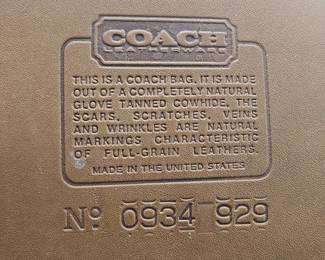 COACH
LEATHERWARE
THIS IS A COACH BAG. IT IS MADE
OUT OF A COMPLETELY NATURAL
GLOVE TANNED COWHIDE, THE
SCARS, SCRATCHES, VEINS
AND WRINKLES ARE NATURAL
MARKINGS CHARACTERISTIC
OF FULL-GRAIN LEATHERS.
MADE IN THE UNITED STATES
Nº 0934 929